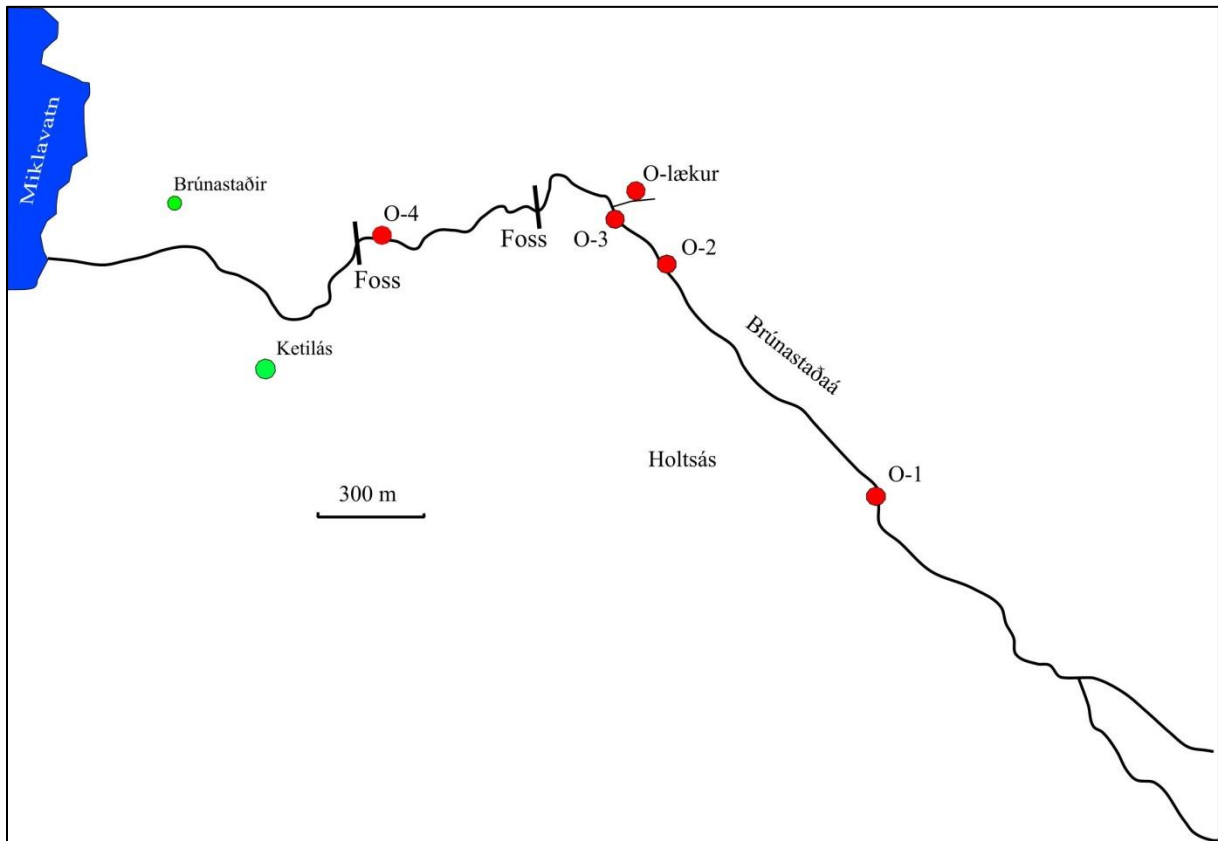 Miklavatn
Brúnastaðir
O-lækur
O-4
O-3
Foss
O-2
Foss
Ketilás
Brúnastaðaá
Holtsás
O-1
300 m